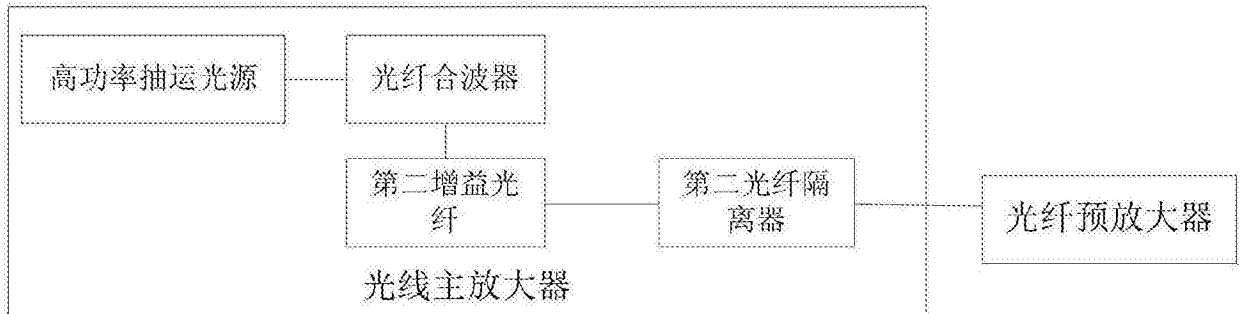 高功率抽运光源
光纤合波器
第二增益光
纤
第二光纤隔
离器
光纤预放大器
光线主放大器